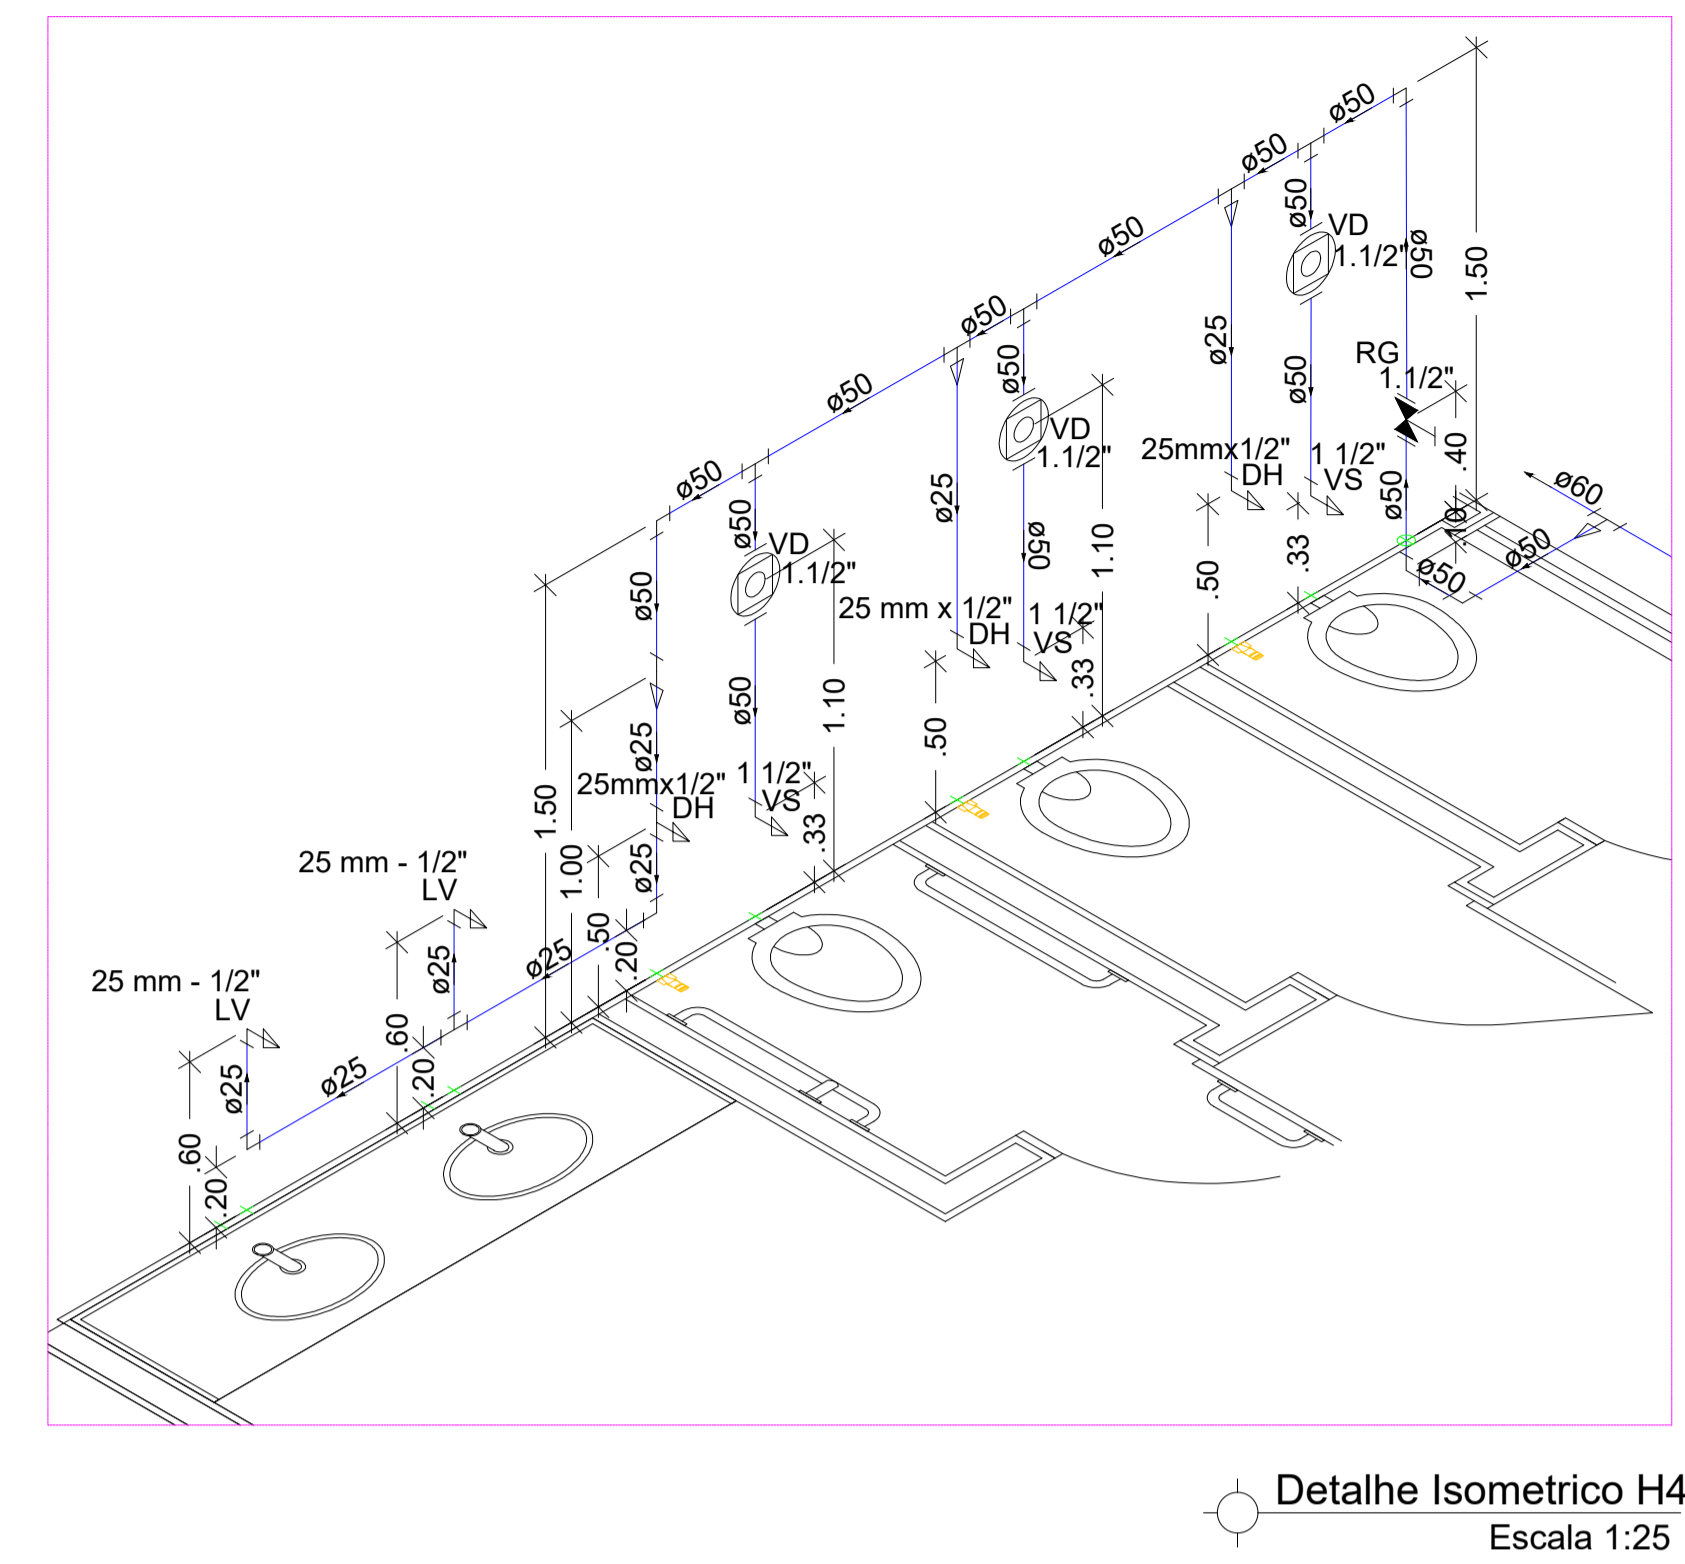 ø50
ø50
ø50
VD
1.1/2"
ø50
1.50
ø50
ø50
ø50
ø25
RG
1.1/2"
ø50
ø50
VD
1.1/2"
25mmx1/2"
DH
1 1/2"
VS
.40
ø50
ø60
ø50
ø25
ø50
1.10
.50
.33
.10
ø50
ø50
ø50
VD
1.1/2"
25 mm x 1/2"
DH
1 1/2"
VS
.33
ø50
ø25
ø50
1.10
.50
25mmx1/2"
DH
1 1/2"
VS
.33
1.50
1.00
ø25
.50
.20
25 mm - 1/2"
LV
ø25
ø25
.60
.20
25 mm - 1/2"
LV
ø25
ø25
.60
.20
Detalhe Isometrico H4
Escala 1:25